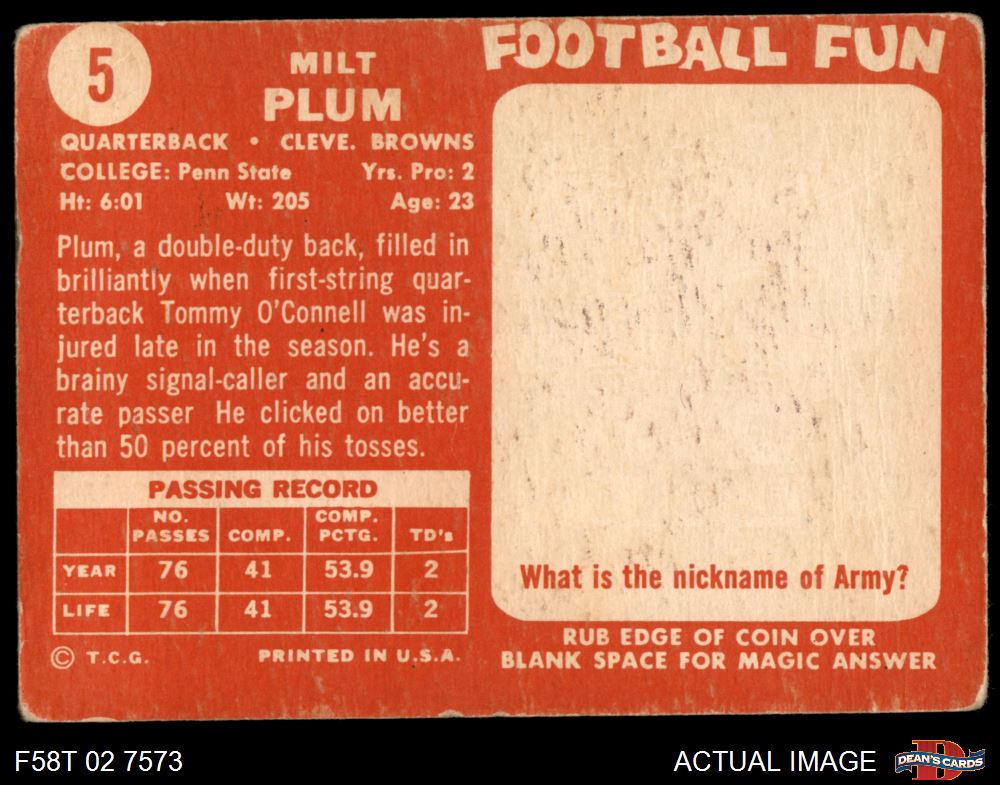 5
MILT
PLUM
QUARTERBACK • CLEVE. BROWNS
COLLEGE: Penn State Yrs. Pro: 2
Ht: 6:01 Wt: 205 Age: 23
Plum, a double-duty back, filled in
brilliantly when first-string quar-
terback Tommy O'Connell was in-
jured late in the season. He's a
brainy signal-caller and an accu-
rate passer He clicked on better
than 50 percent of his tosses.
PASSING RECORD
NO. PASSES COMP. COMP. PCTG. TD's
YEAR 76 41 53.9 2
LIFE 76 41 53.9 2
© T.C.G. PRINTED IN U.S.A.
FOOTBALL FUN
What is the nickname of Army?
RUB EDGE OF COIN OVER
BLANK SPACE FOR MAGIC ANSWER
F58T 02 7573
ACTUAL IMAGE
D
DEAN'S CARDS